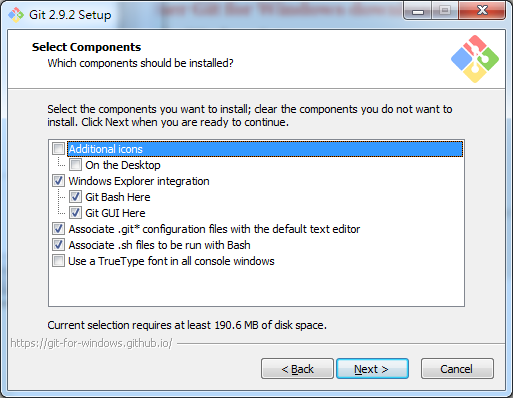 Git 2.9.2 Setup
Select Components
Which components should be installed?
Select the components you want to install; clear the components you do not want to
install. Click Next when you are ready to continue.
Additional icons
On the Desktop
Windows Explorer integration
Git Bash Here
Git GUI Here
Associate .git* configuration files with the default text editor
Associate .sh files to be run with Bash
Use a TrueType font in all console windows
Current selection requires at least 190.6 MB of disk space.
https://git-for-windows.github.io/
< Back
Next >
Cancel